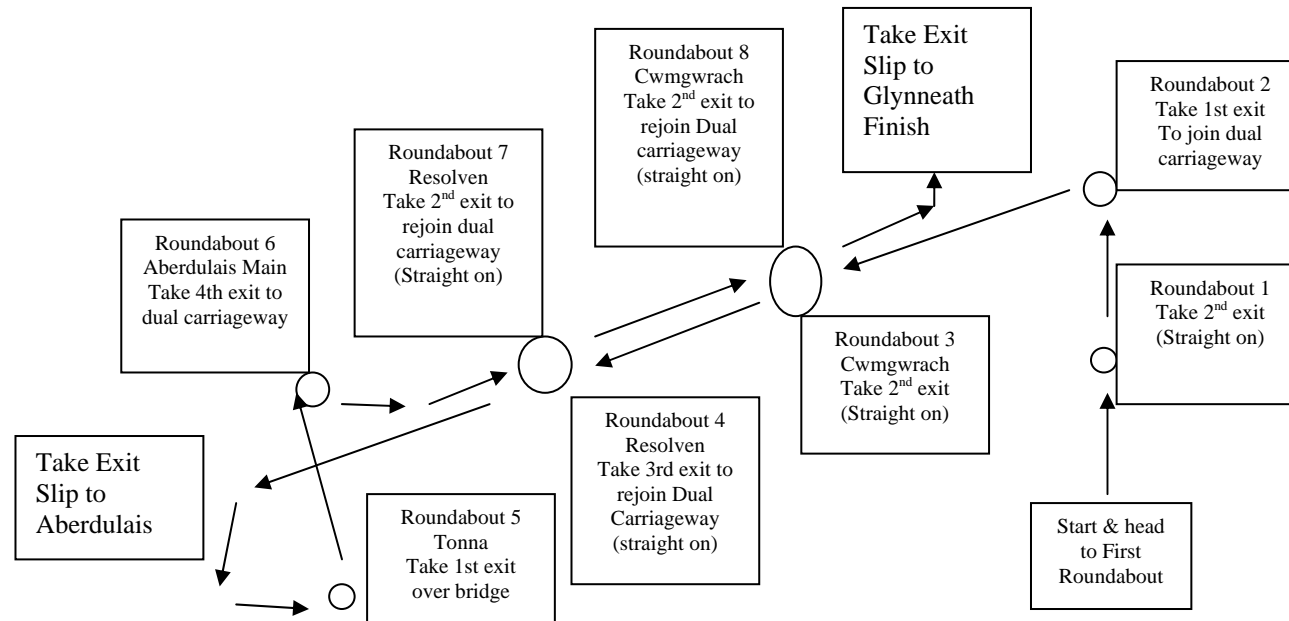 Roundabout 8
Cwmgwrach
Take 2nd exit to
rejoin Dual
carriageway
(straight on)
Take Exit
Slip to
Glynneath
Finish
Roundabout 2
Take 1st exit
To join dual
carriageway
Roundabout 7
Resolven
Take 2nd exit to
rejoin dual
carriageway
(Straight on)
Roundabout 6
Aberdulais Main
Take 4th exit to
dual carriageway
Roundabout 1
Take 2nd exit
(Straight on)
Roundabout 3
Cwmgwrach
Take 2nd exit
(Straight on)
Roundabout 4
Resolven
Take 3rd exit to
rejoin Dual
Carriageway
(straight on)
Take Exit
Slip to
Aberdulais
Roundabout 5
Tonna
Take 1st exit
over bridge
Start & head
to First
Roundabout